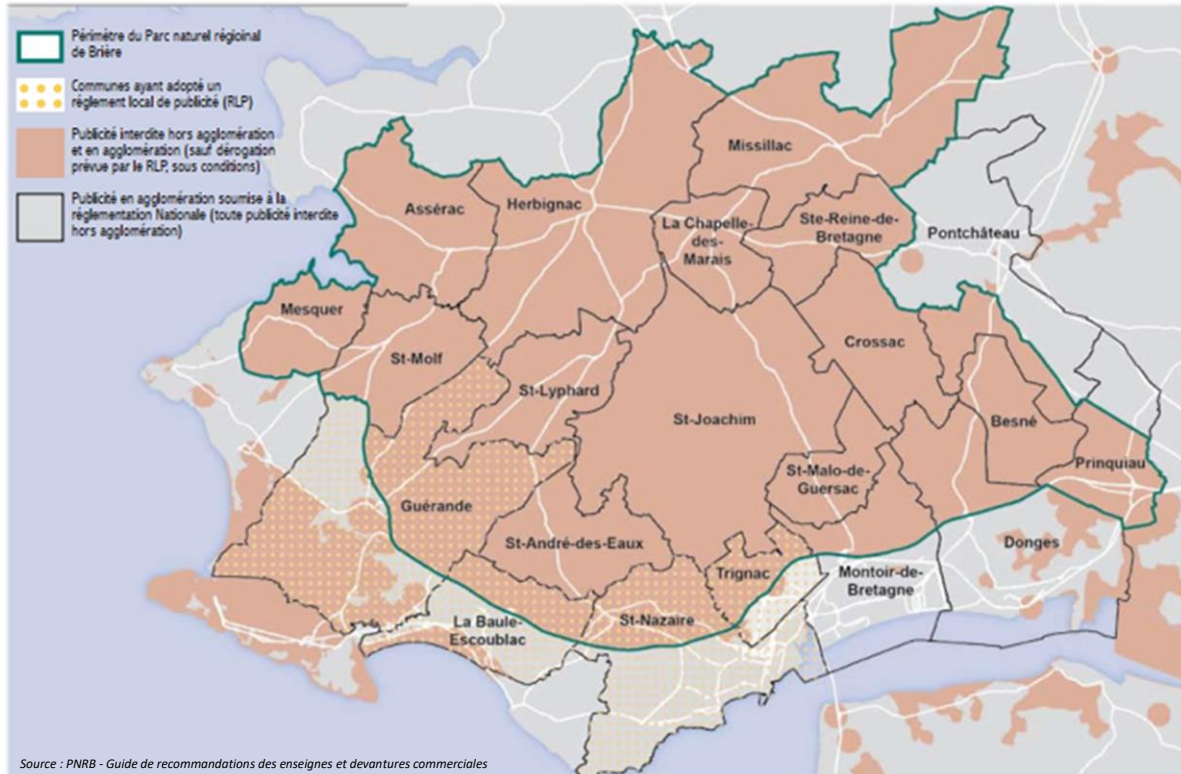 Périmètre du Parc naturel régioinal
de Brière
Communes ayant adopté un
réglement local de publicité (RLP)
Publicité interdite hors agglomération
et en agglomération (sauf dérogation
prévue par le RLP, sous conditions)
Publicité en agglomération soumise à la
réglementation Nationale (toute publicité interdite
hors agglomération)
Missillac
Assérac
Herbignac
La Chapelle-
des-
Marais
Ste-Reine-de-
Bretagne
Pontchâteau
Mesquer
St-Molf
Crossac
St-Lyphard
St-Joachim
Besné
Prinquiau
St-Malo-de-
Guersac
Guérande
St-André-des-Eaux
Donges
Trignac
Montoir-de-
Bretagne
La Baule-
Escoublac
St-Nazaire
Source : PNRB - Guide de recommandations des enseignes et devantures commerciales